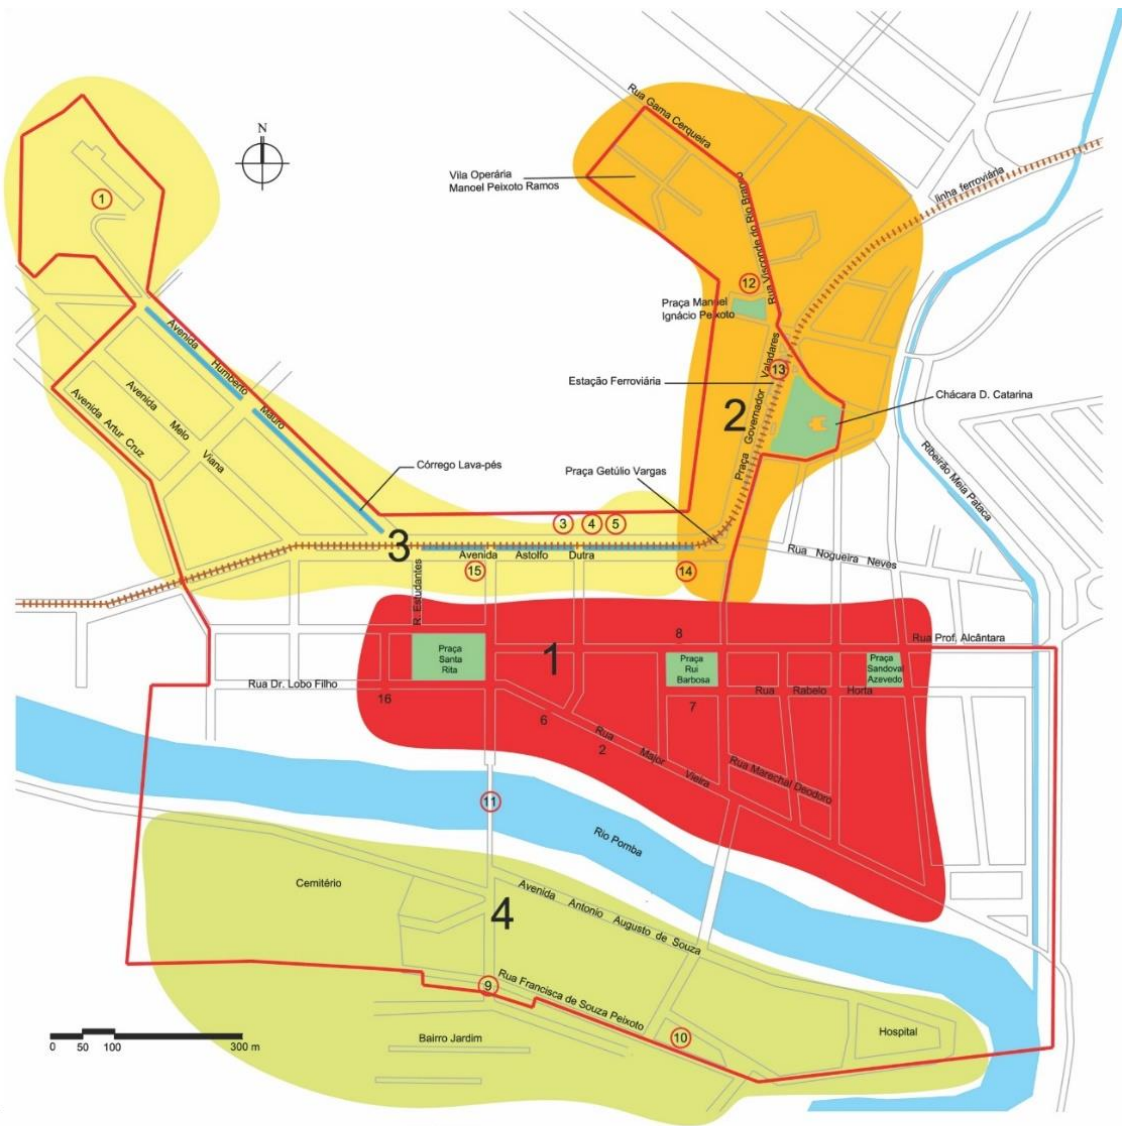 N
Rua Gama Cerqueira
Vila Operária
Manoel Peixoto Ramos
linha ferroviária
1
Rua Visconde do Rio Branco
12
Praça Manoel
Ignácio Peixoto
Avenida Humberto Mauro
Praça Governador Valadares
13
Estação Ferroviária
Chácara D. Catarina
2
Avenida Melo Viana
Avenida Artur Cruz
Córrego Lava-pés
Praça Getúlio Vargas
Ribeirão Meia Pataca
3
4
5
3
Avenida Astolfo Dutra
Rua Nogueira Neves
15
14
R. Estudantes
8
Rua Prof. Alcântara
Praça
Santa
Rita
1
Praça
Rui
Barbosa
Praça
Sandoval
Azevedo
Rua Dr. Lobo Filho
16
Rua Rabelo Horta
6
7
2
Rua Major Vieira
Rua Marechal Deodoro
11
Rio Pomba
Cemitério
Avenida Antonio Augusto de Souza
4
9
Rua Francisca de Souza Peixoto
Bairro Jardim
10
Hospital
0 50 100 300 m